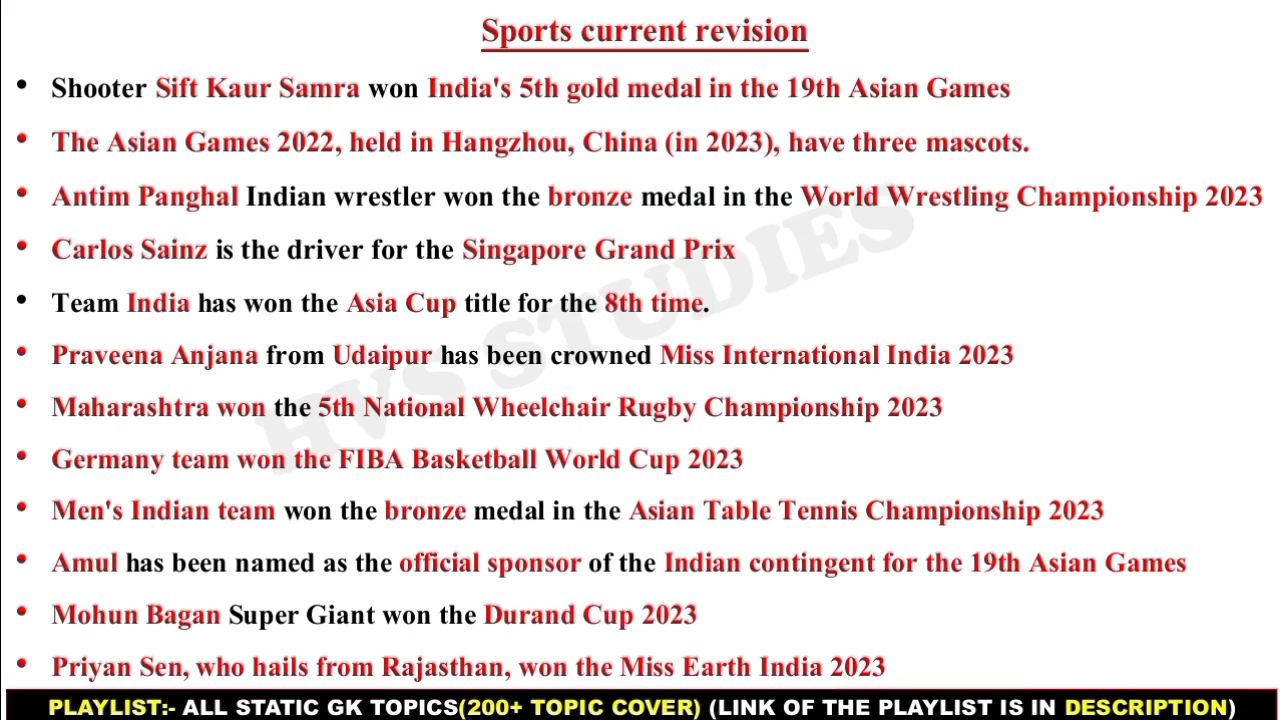 Sports current revision
• Shooter Sift Kaur Samra won India's 5th gold medal in the 19th Asian Games
• The Asian Games 2022, held in Hangzhou, China (in 2023), have three mascots.
• Antim Panghal Indian wrestler won the bronze medal in the World Wrestling Championship 2023
• Carlos Sainz is the driver for the Singapore Grand Prix
• Team India has won the Asia Cup title for the 8th time.
• Praveena Anjana from Udaipur has been crowned Miss International India 2023
• Maharashtra won the 5th National Wheelchair Rugby Championship 2023
• Germany team won the FIBA Basketball World Cup 2023
• Men's Indian team won the bronze medal in the Asian Table Tennis Championship 2023
• Amul has been named as the official sponsor of the Indian contingent for the 19th Asian Games
• Mohun Bagan Super Giant won the Durand Cup 2023
• Priyan Sen, who hails from Rajasthan, won the Miss Earth India 2023
HVS STUDIES
PLAYLIST:- ALL STATIC GK TOPICS(200+ TOPIC COVER) (LINK OF THE PLAYLIST IS IN DESCRIPTION)